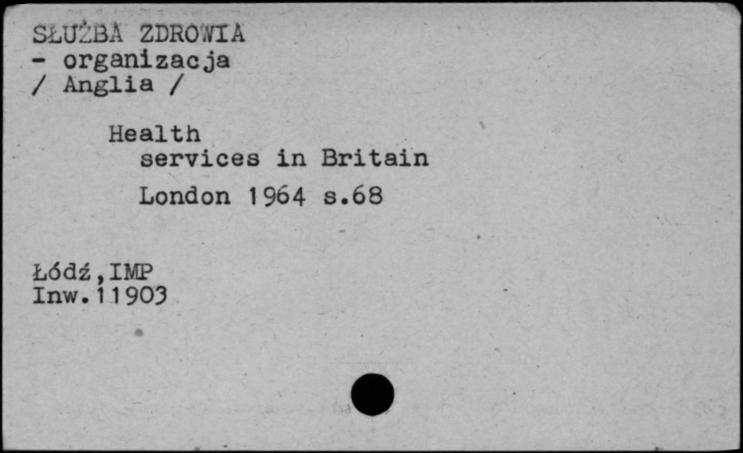 SŁUŻBA ZDROWIA
- organizacja
/ Anglia /
Health
services in Britain
London 1964 s.68
Łódź,IMP
Inw.11903